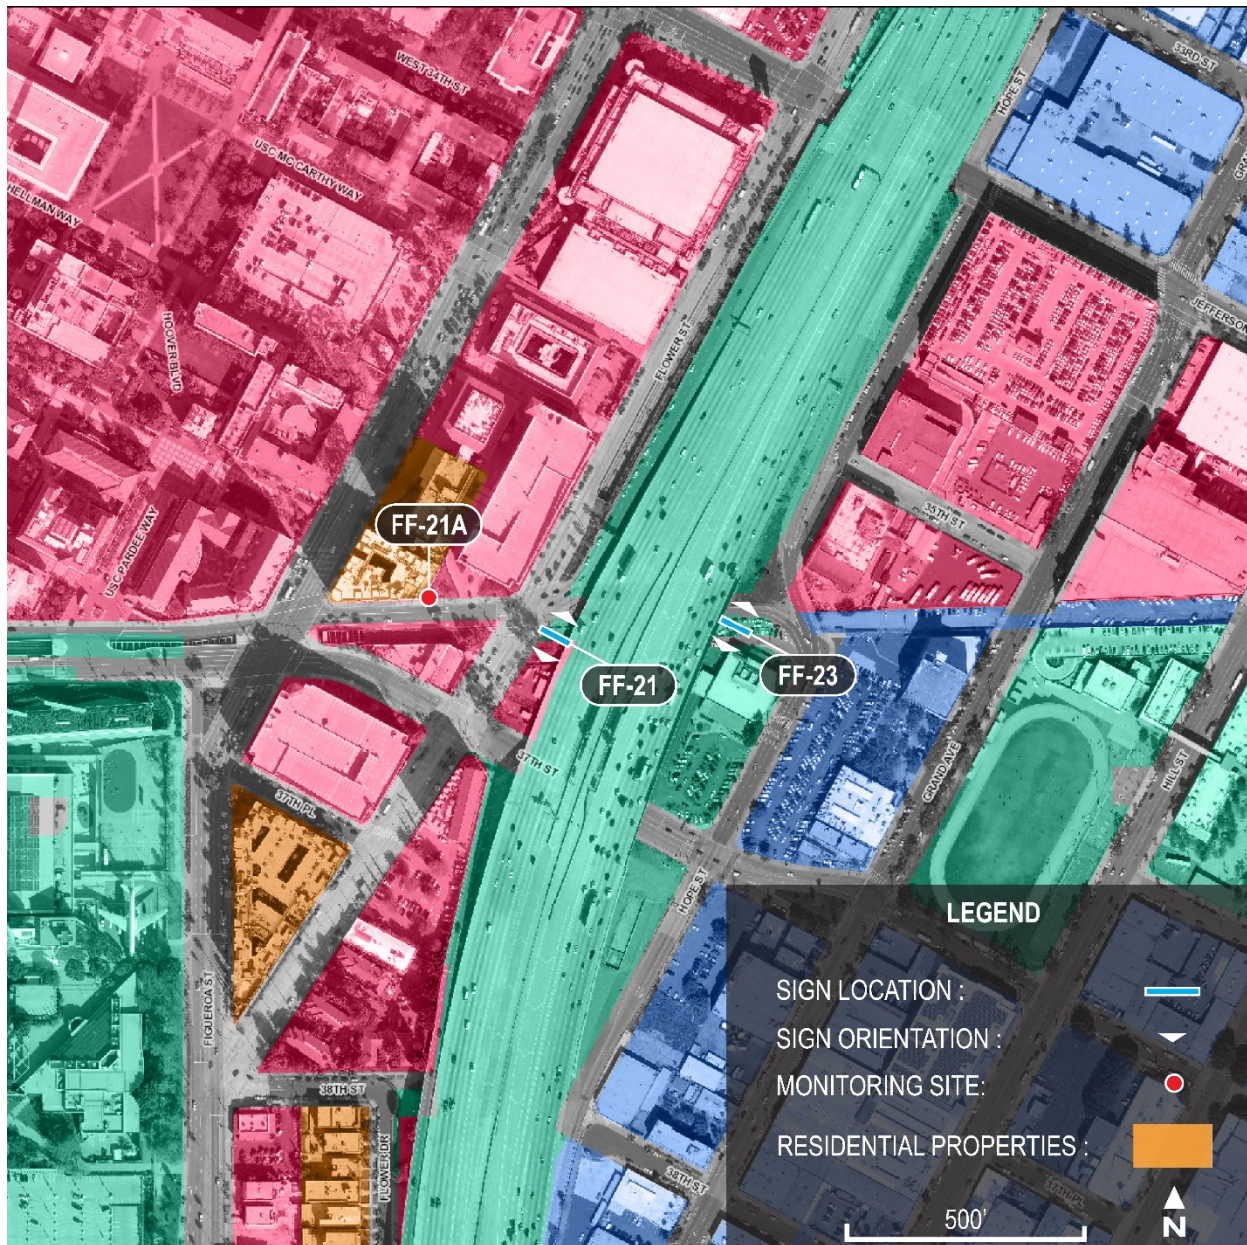 33RD ST
HOPE ST
WEST 34TH ST
USC MC CARTHY WAY
GRA
HELLMAN WAY
JEFFERSON
HOOVER BLVD
FLOWER ST
35TH ST
FF-21A
USC PARDEE WAY
FF-21
FF-23
37TH ST
GRAND AVE
HILL ST
37TH PL
HOPE ST
LEGEND
FIGUEROA ST
SIGN LOCATION :
SIGN ORIENTATION :
MONITORING SITE:
38TH ST
RESIDENTIAL PROPERTIES :
FLOWER DR
38TH ST
37TH PL
500'
N